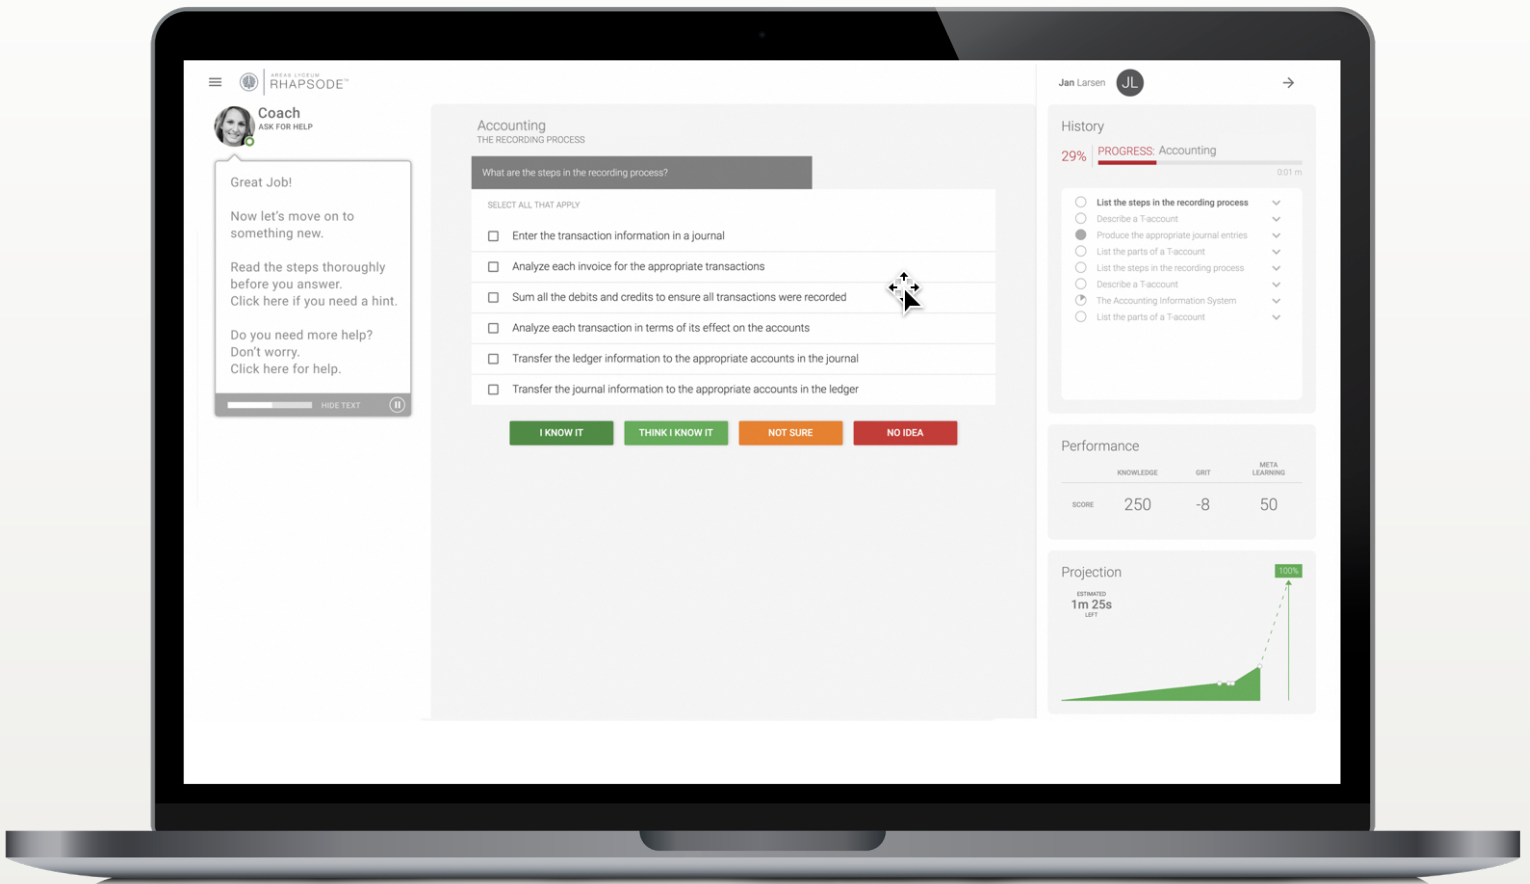 AREA9 LYCEUM
RHAPSODE™
Coach
ASK FOR HELP
Great Job!
Now let's move on to
something new.
Read the steps thoroughly
before you answer.
Click here if you need a hint.
Do you need more help?
Don't worry.
Click here for help.
HIDE TEXT
Accounting
THE RECORDING PROCESS
What are the steps in the recording process?
SELECT ALL THAT APPLY
Enter the transaction information in a journal
Analyze each invoice for the appropriate transactions
Sum all the debits and credits to ensure all transactions were recorded
Analyze each transaction in terms of its effect on the accounts
Transfer the ledger information to the appropriate accounts in the journal
Transfer the journal information to the appropriate accounts in the ledger
I KNOW IT
THINK I KNOW IT
NOT SURE
NO IDEA
Jan Larsen
JL
History
29%
PROGRESS: Accounting
0:01 m
List the steps in the recording process
Describe a T-account
Produce the appropriate journal entries
List the parts of a T-account
List the steps in the recording process
Describe a T-account
The Accounting Information System
List the parts of a T-account
Performance
KNOWLEDGE
GRIT
META
LEARNING
SCORE
250
-8
50
Projection
100%
ESTIMATED
1m 25s
LEFT